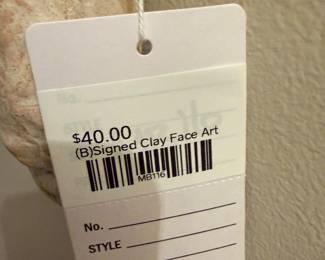 $40.00
(B)Signed Clay Face Art
MB116
No.
STYLE